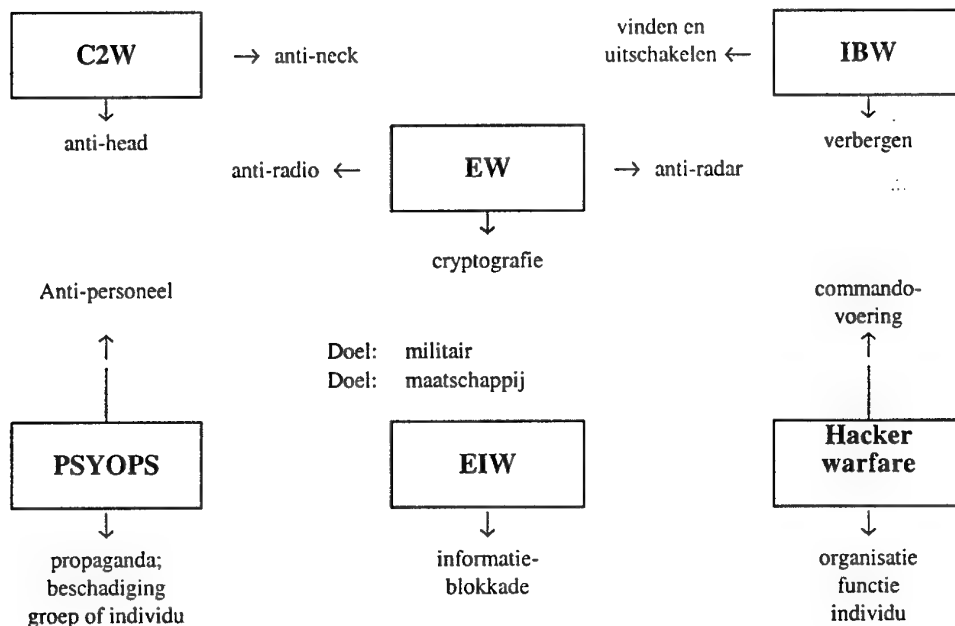 C2W
→ anti-neck
anti-head
vinden en
uitschakelen ←
IBW
verbergen
anti-radio ←
EW
→ anti-radar
cryptografie
Anti-personeel
commando-
voering
Doel: militair
Doel: maatschappij
PSYOPS
propaganda;
beschadiging
groep of individu
EIW
informatie-
blokkade
Hacker
warfare
organisatie
functie
individu